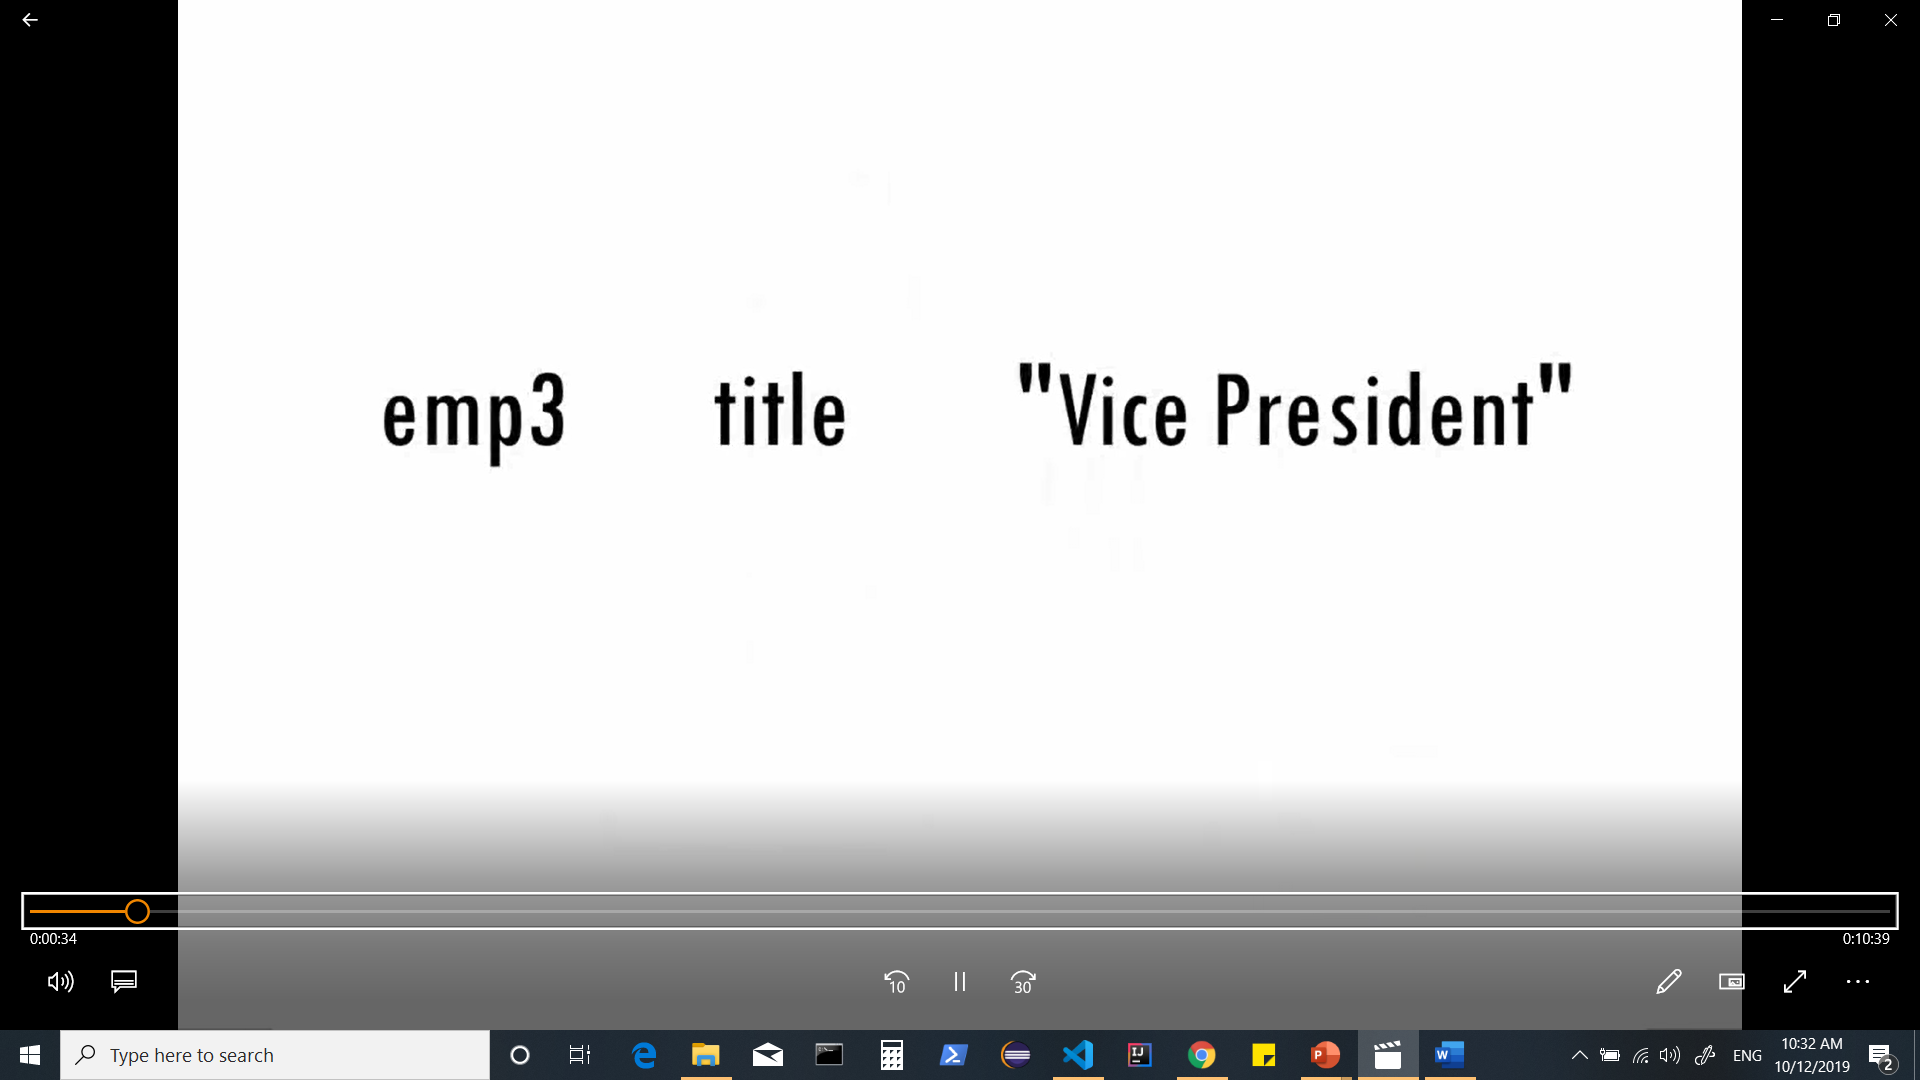 emp3 title "Vice President"
0:00:34 0:10:39
10 30
Type here to search
ENG
10:32 AM
10/12/2019
2